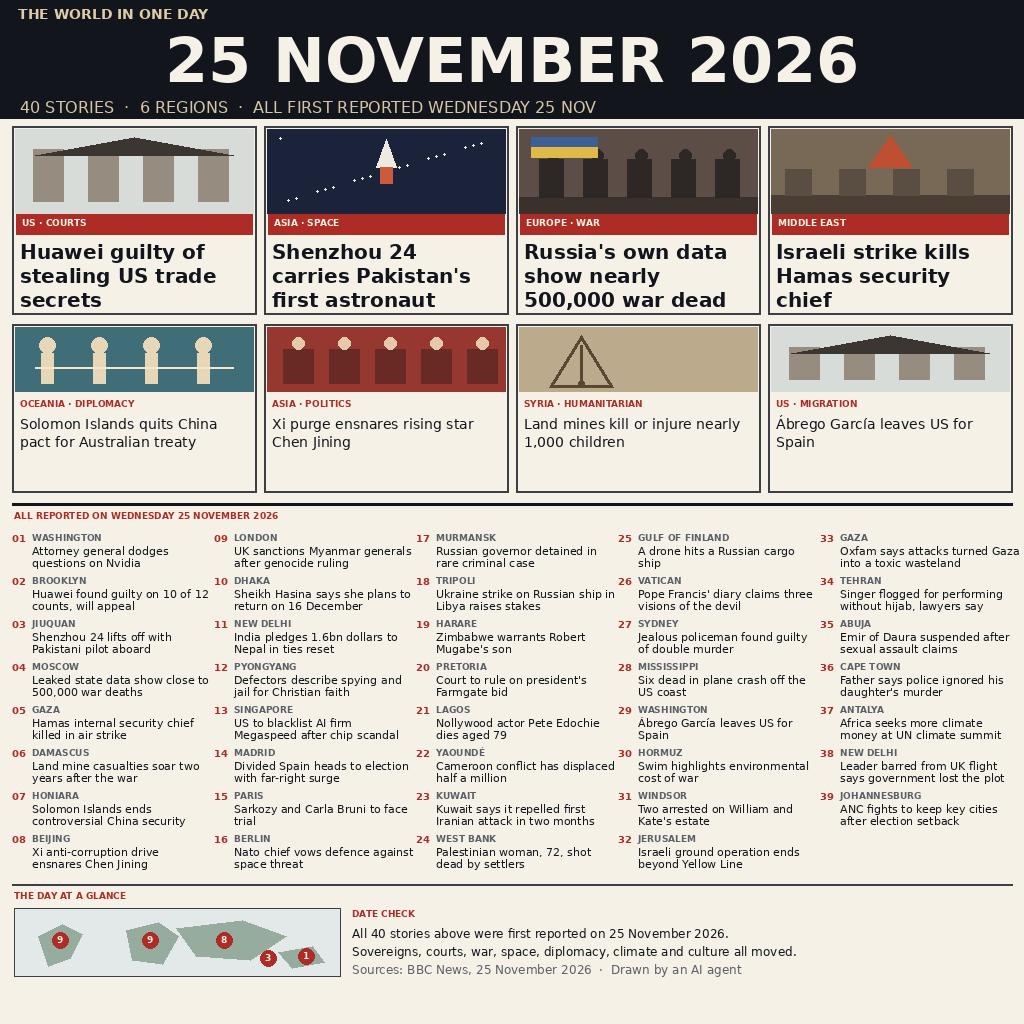 THE WORLD IN ONE DAY
25 NOVEMBER 2026
40 STORIES · 6 REGIONS · ALL FIRST REPORTED WEDNESDAY 25 NOV
US · COURTS
Huawei guilty of
stealing US trade
secrets
ASIA · SPACE
Shenzhou 24
carries Pakistan's
first astronaut
EUROPE · WAR
Russia's own data
show nearly
500,000 war dead
MIDDLE EAST
Israeli strike kills
Hamas security
chief
OCEANIA · DIPLOMACY
Solomon Islands quits China
pact for Australian treaty
ASIA · POLITICS
Xi purge ensnares rising star
Chen Jining
SYRIA · HUMANITARIAN
Land mines kill or injure nearly
1,000 children
US · MIGRATION
Ábrego García leaves US for
Spain
ALL REPORTED ON WEDNESDAY 25 NOVEMBER 2026
01 WASHINGTON
Attorney general dodges
questions on Nvidia
02 BROOKLYN
Huawei found guilty on 10 of 12
counts, will appeal
03 JIUQUAN
Shenzhou 24 lifts off with
Pakistani pilot aboard
04 MOSCOW
Leaked state data show close to
500,000 war deaths
05 GAZA
Hamas internal security chief
killed in air strike
06 DAMASCUS
Land mine casualties soar two
years after the war
07 HONIARA
Solomon Islands ends
controversial China security
08 BEIJING
Xi anti-corruption drive
ensnares Chen Jining
09 LONDON
UK sanctions Myanmar generals
after genocide ruling
10 DHAKA
Sheikh Hasina says she plans to
return on 16 December
11 NEW DELHI
India pledges 1.6bn dollars to
Nepal in ties reset
12 PYONGYANG
Defectors describe spying and
jail for Christian faith
13 SINGAPORE
US to blacklist AI firm
Megaspeed after chip scandal
14 MADRID
Divided Spain heads to election
with far-right surge
15 PARIS
Sarkozy and Carla Bruni to face
trial
16 BERLIN
Nato chief vows defence against
space threat
17 MURMANSK
Russian governor detained in
rare criminal case
18 TRIPOLI
Ukraine strike on Russian ship in
Libya raises stakes
19 HARARE
Zimbabwe warrants Robert
Mugabe's son
20 PRETORIA
Court to rule on president's
Farmgate bid
21 LAGOS
Nollywood actor Pete Edochie
dies aged 79
22 YAOUNDÉ
Cameroon conflict has displaced
half a million
23 KUWAIT
Kuwait says it repelled first
Iranian attack in two months
24 WEST BANK
Palestinian woman, 72, shot
dead by settlers
25 GULF OF FINLAND
A drone hits a Russian cargo
ship
26 VATICAN
Pope Francis' diary claims three
visions of the devil
27 SYDNEY
Jealous policeman found guilty
of double murder
28 MISSISSIPPI
Six dead in plane crash off the
US coast
29 WASHINGTON
Ábrego García leaves US for
Spain
30 HORMUZ
Swim highlights environmental
cost of war
31 WINDSOR
Two arrested on William and
Kate's estate
32 JERUSALEM
Israeli ground operation ends
beyond Yellow Line
33 GAZA
Oxfam says attacks turned Gaza
into a toxic wasteland
34 TEHRAN
Singer flogged for performing
without hijab, lawyers say
35 ABUJA
Emir of Daura suspended after
sexual assault claims
36 CAPE TOWN
Father says police ignored his
daughter's murder
37 ANTALYA
Africa seeks more climate
money at UN climate summit
38 NEW DELHI
Leader barred from UK flight
says government lost the plot
39 JOHANNESBURG
ANC fights to keep key cities
after election setback
THE DAY AT A GLANCE
9
9
8
3
1
DATE CHECK
All 40 stories above were first reported on 25 November 2026.
Sovereigns, courts, war, space, diplomacy, climate and culture all moved.
Sources: BBC News, 25 November 2026 · Drawn by an AI agent